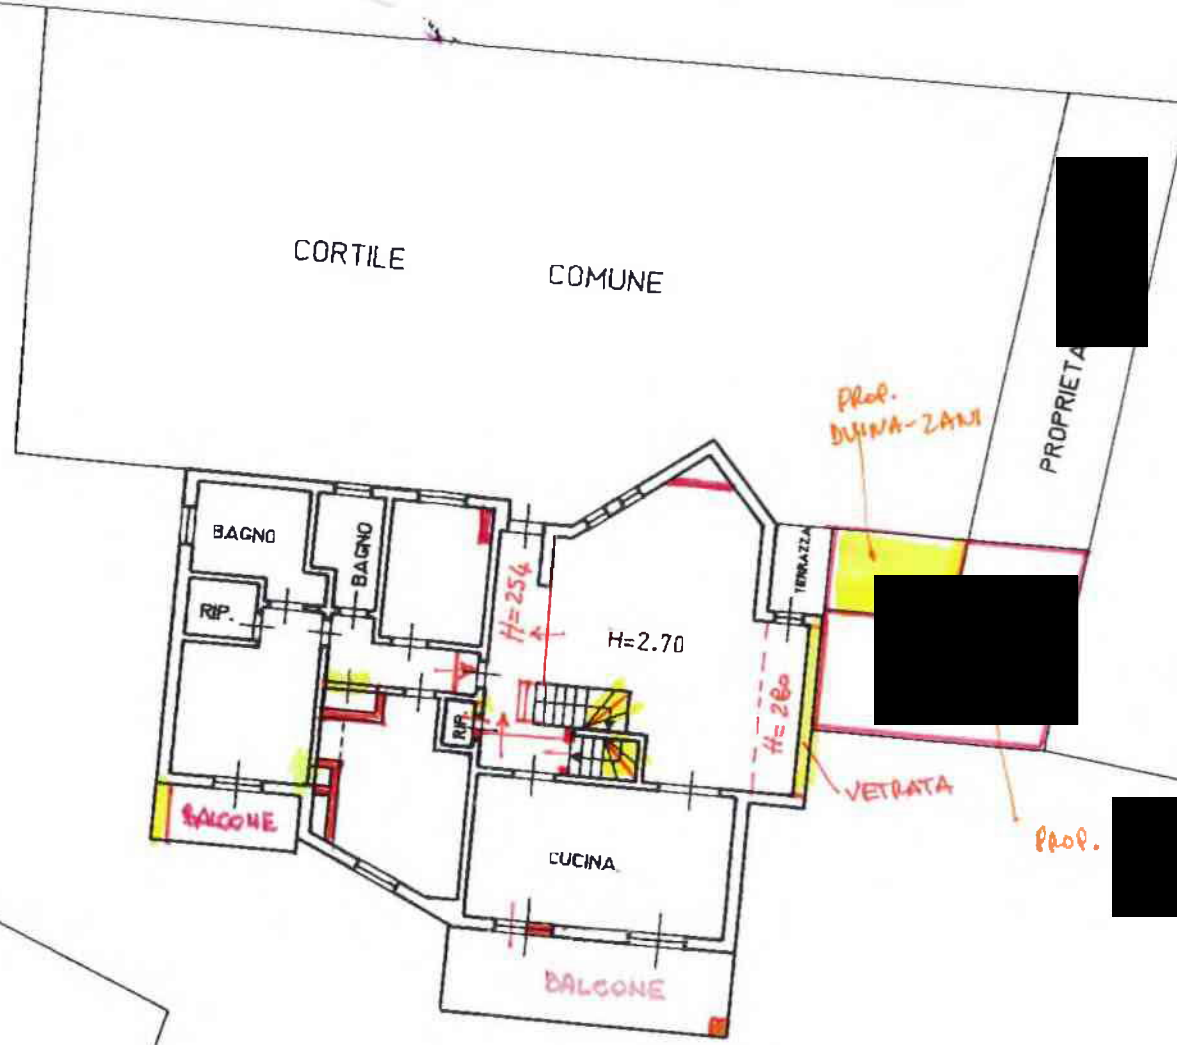 CORTILE COMUNE
PROPRIETA
PROP.
DUINA-ZANI
BAGNO
BAGNO
TERRAZZA
H=254
RIP.
H=2.70
H=280
RIP.
VETRATA
BALCONE
PROP.
CUCINA
BALCONE